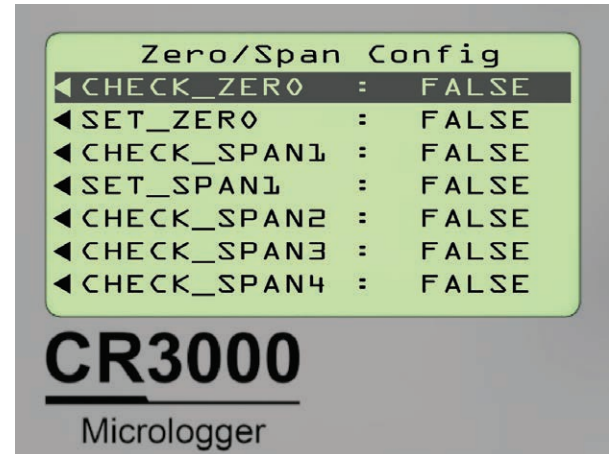 Zero/Span Config
CHECK_ZERO : FALSE
SET_ZERO : FALSE
CHECK_SPAN1 : FALSE
SET_SPAN1 : FALSE
CHECK_SPAN2 : FALSE
CHECK_SPAN3 : FALSE
CHECK_SPAN4 : FALSE
CR3000
Micrologger